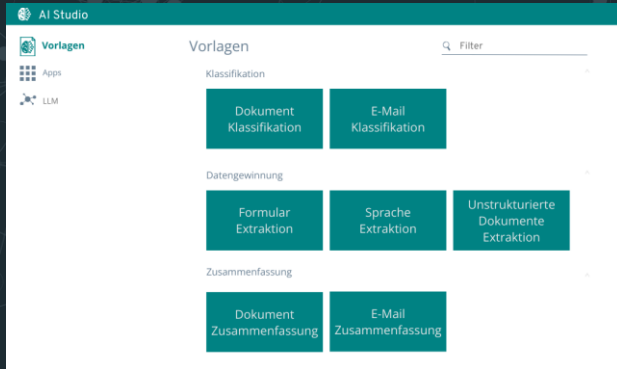 AI Studio
Vorlagen
Apps
LLM
Vorlagen
Filter
Klassifikation
Dokument
Klassifikation
E-Mail
Klassifikation
Datengewinnung
Formular
Extraktion
Sprache
Extraktion
Unstrukturierte
Dokumente
Extraktion
Zusammenfassung
Dokument
Zusammenfassung
E-Mail
Zusammenfassung